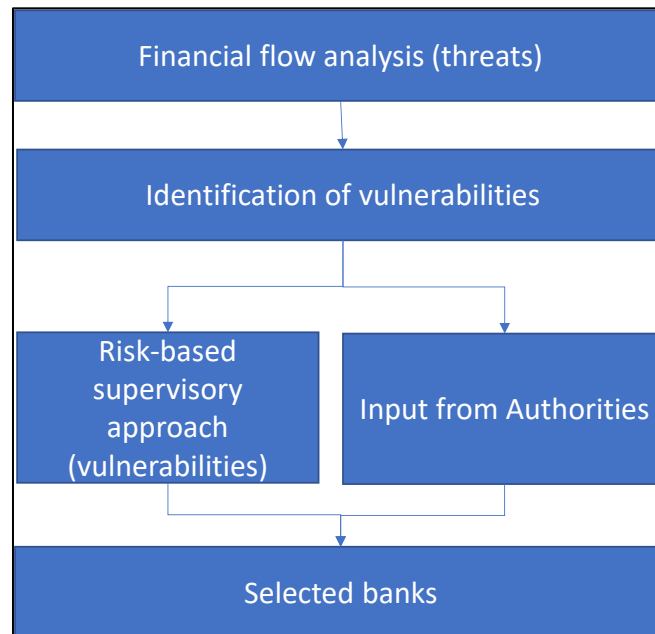 Financial flow analysis (threats)
Identification of vulnerabilities
Risk-based
supervisory
approach
(vulnerabilities)
Input from Authorities
Selected banks